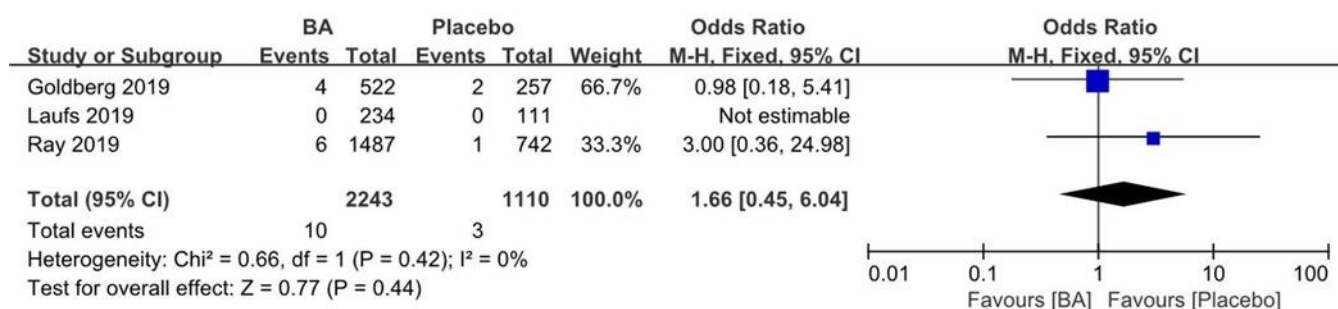 BA Placebo Odds Ratio Odds Ratio
Study or Subgroup Events Total Events Total Weight M-H, Fixed, 95% CI M-H, Fixed, 95% CI
Goldberg 2019 4 522 2 257 66.7% 0.98 [0.18, 5.41]
Laufs 2019 0 234 0 111 Not estimable
Ray 2019 6 1487 1 742 33.3% 3.00 [0.36, 24.98]
Total (95% CI) 2243 1110 100.0% 1.66 [0.45, 6.04]
Total events 10 3
Heterogeneity: Chi² = 0.66, df = 1 (P = 0.42); I² = 0%
Test for overall effect: Z = 0.77 (P = 0.44)
0.01 0.1 1 10 100
Favours [BA] Favours [Placebo]